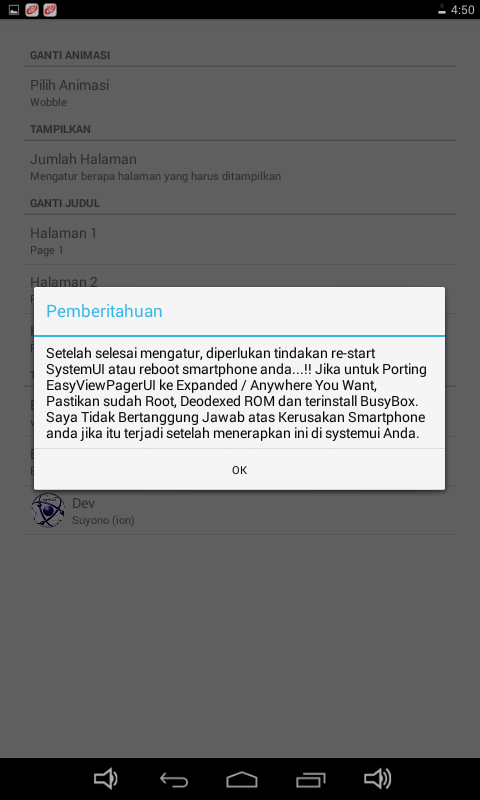 4:50
GANTI ANIMASI
Pilih Animasi
Wobble
TAMPILKAN
Jumlah Halaman
Mengatur berapa halaman yang harus ditampilkan
GANTI JUDUL
Halaman 1
Page 1
Halaman 2
Pemberitahuan
Setelah selesai mengatur, diperlukan tindakan re-start
SystemUI atau reboot smartphone anda...!! Jika untuk Porting
EasyViewPagerUI ke Expanded / Anywhere You Want,
Pastikan sudah Root, Deodexed ROM dan terinstall BusyBox.
Saya Tidak Bertanggung Jawab atas Kerusakan Smartphone
anda jika itu terjadi setelah menerapkan ini di systemui Anda.
OK
Dev
Suyono (ion)